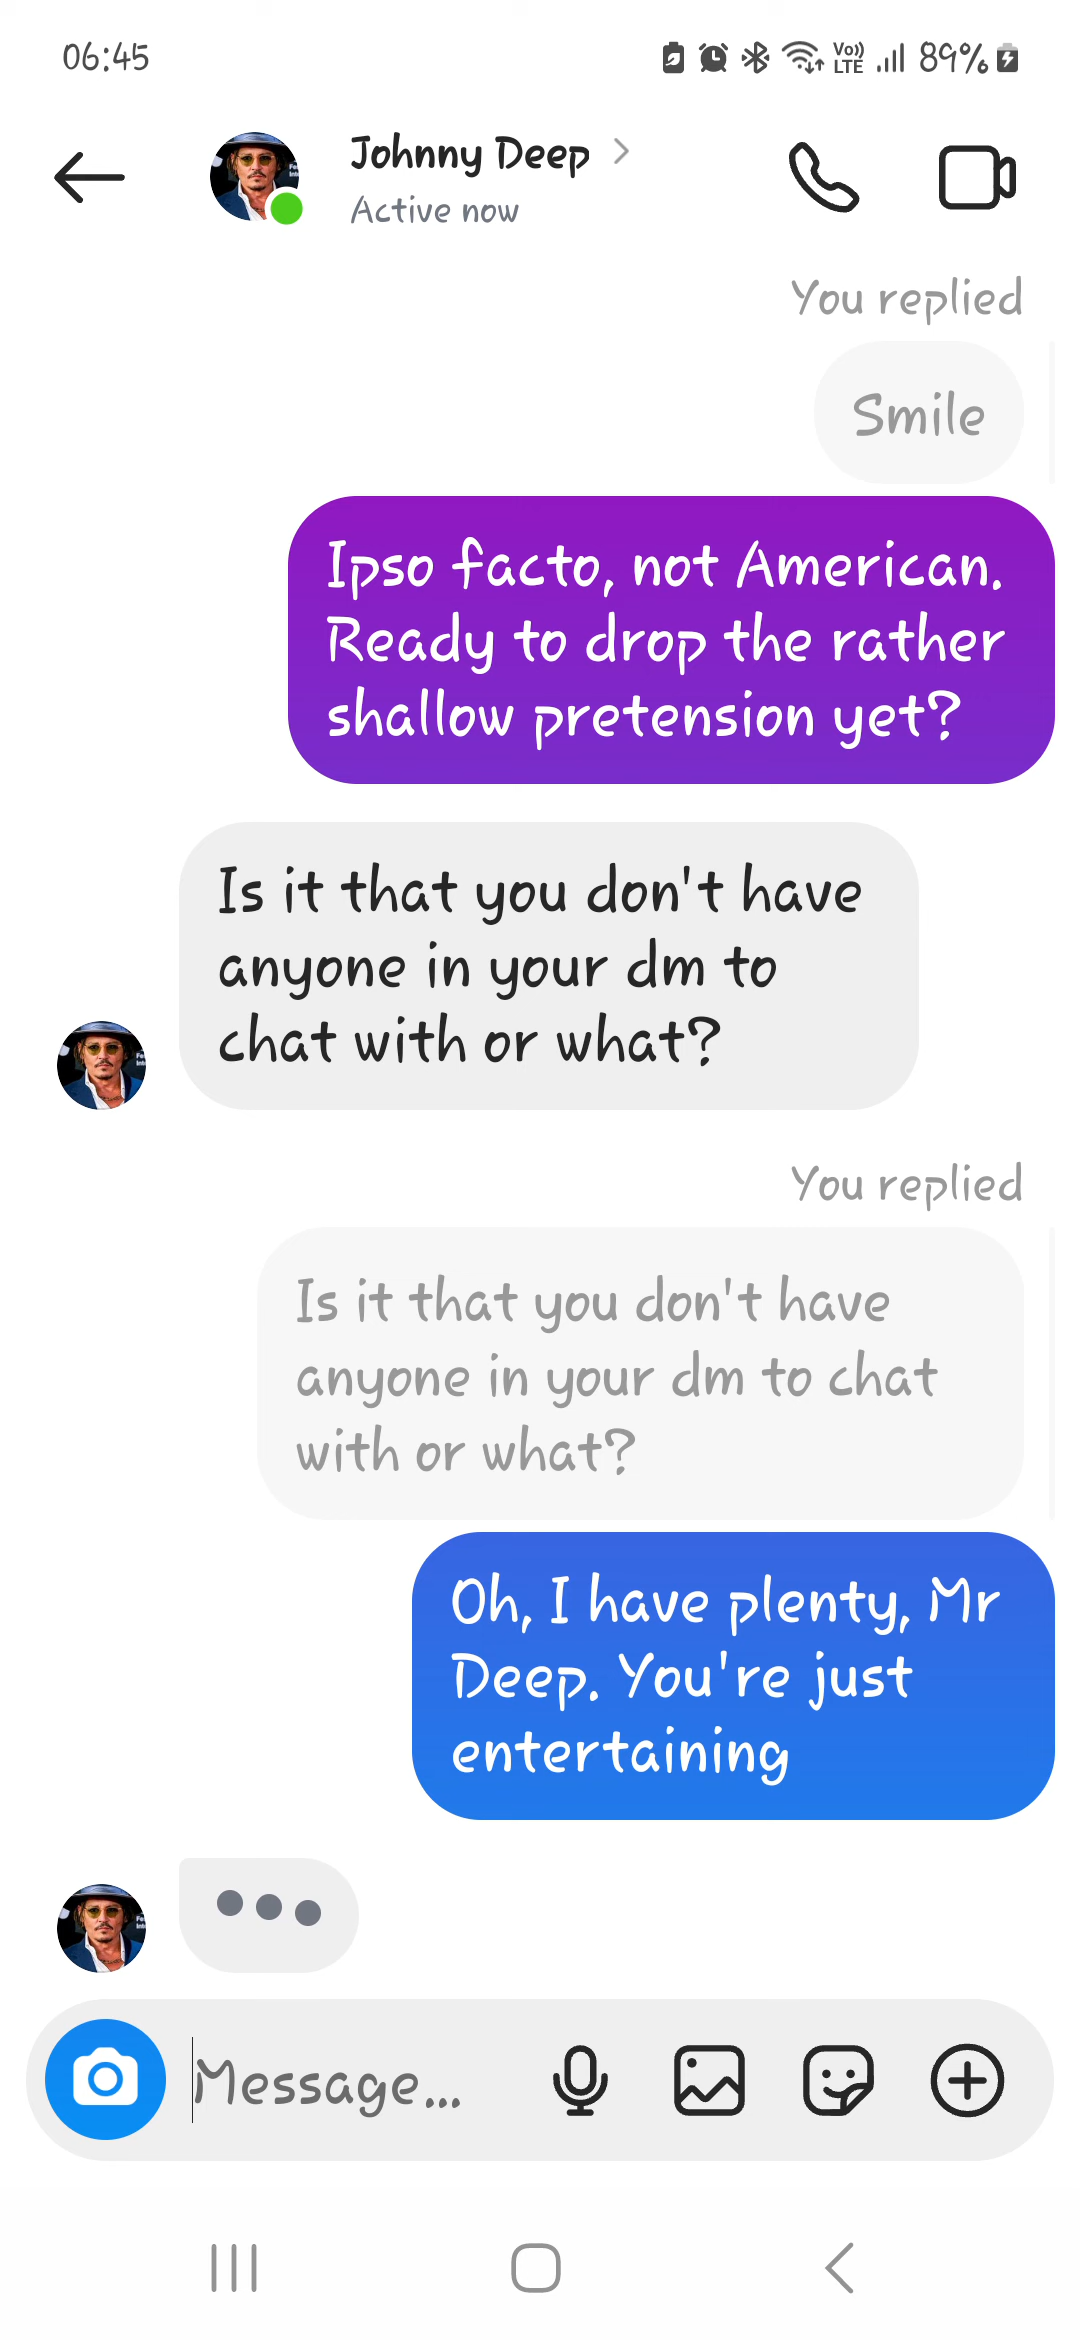 06:45 Vo)) LTE 89%
Johnny Deep
Active now
You replied
Smile
Ipso facto, not American.
Ready to drop the rather
shallow pretension yet?
Is it that you don't have
anyone in your dm to
chat with or what?
You replied
Is it that you don't have
anyone in your dm to chat
with or what?
Oh, I have plenty, Mr
Deep. You're just
entertaining
Message...